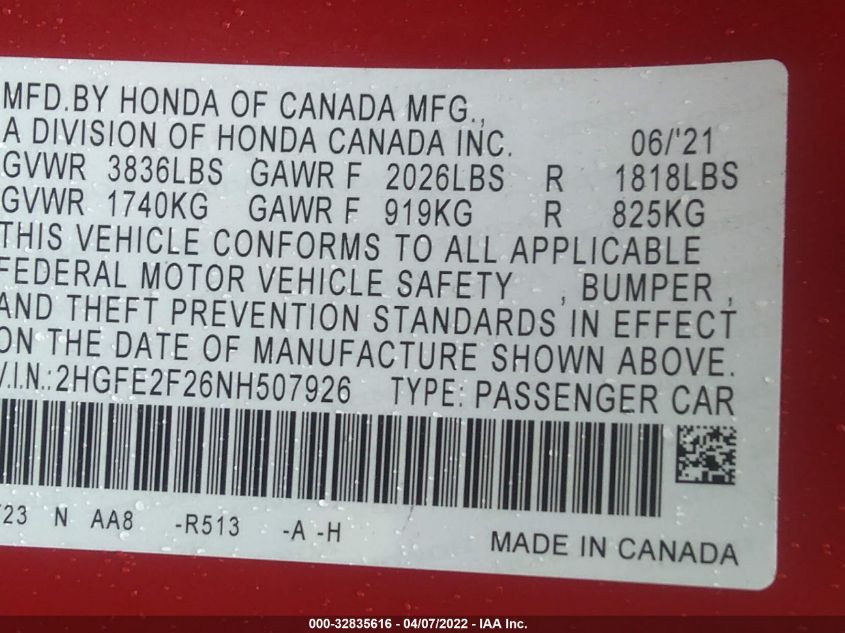 MFD.BY HONDA OF CANADA MFG.,
A DIVISION OF HONDA CANADA INC. 06/'21
GVWR 3836LBS GAWR F 2026LBS R 1818LBS
GVWR 1740KG GAWR F 919KG R 825KG
THIS VEHICLE CONFORMS TO ALL APPLICABLE
FEDERAL MOTOR VEHICLE SAFETY , BUMPER ,
AND THEFT PREVENTION STANDARDS IN EFFECT
ON THE DATE OF MANUFACTURE SHOWN ABOVE.
V.I.N.:2HGFE2F26NH507926 TYPE: PASSENGER CAR
N AA8 -R513 -A -H
MADE IN CANADA
000-32835616 - 04/07/2022 - IAA Inc.